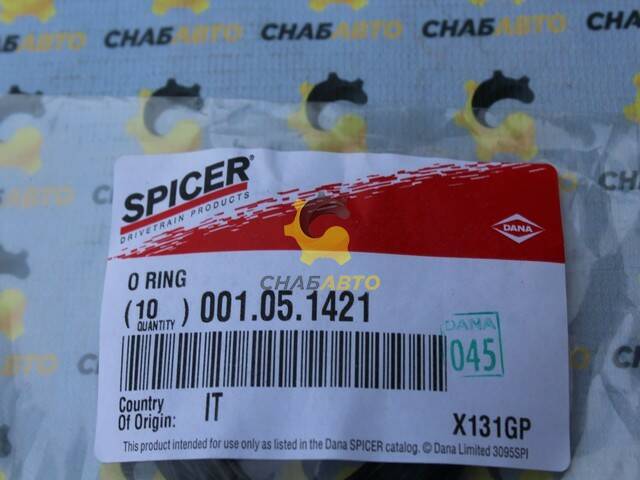 СНАБАВТО
СНАБАВТО
СНАБАВТО
SPICER®
DRIVETRAIN PRODUCTS
DANA
СНАБАВТО
O RING
(10) 001.05.1421
QUANTITY
DANA
045
Country
Of Origin: IT
X131GP
This product intended for use only as listed in the Dana SPICER catalog. © Dana Limited 3095SPI